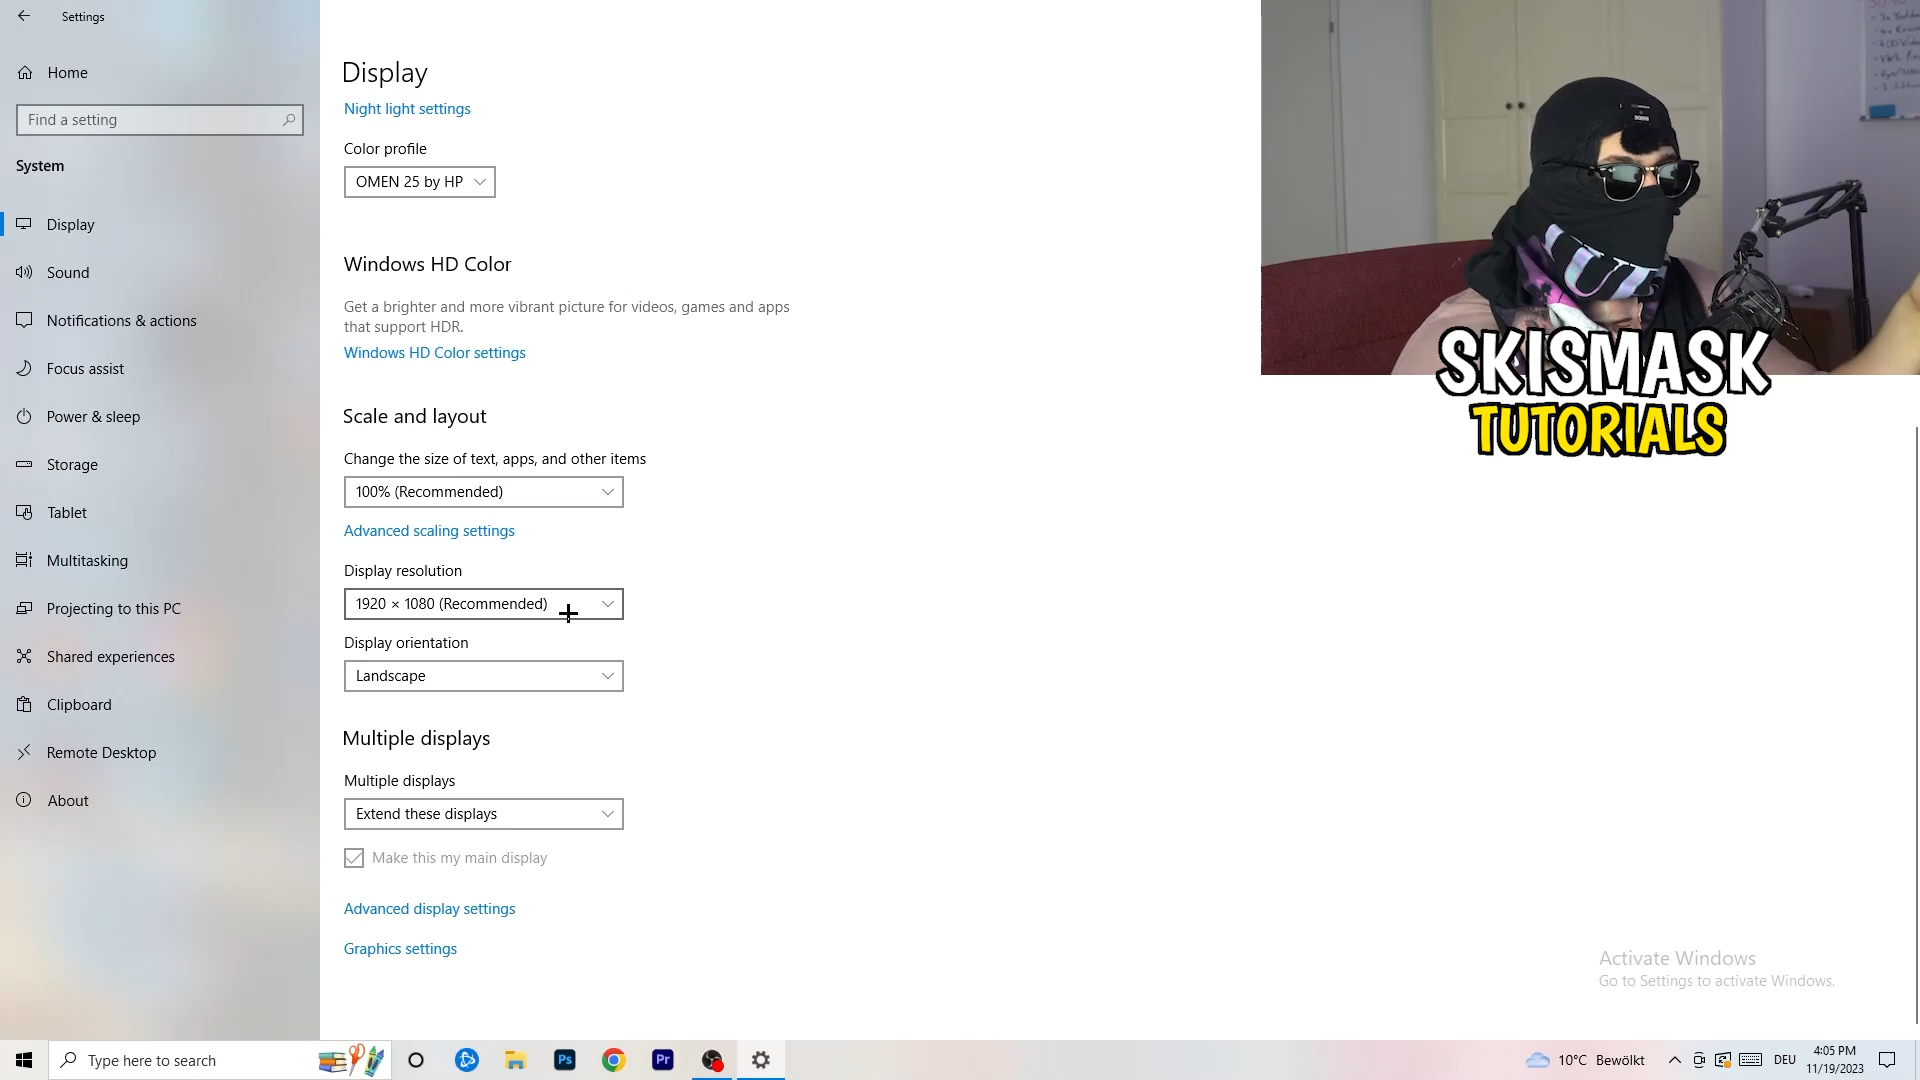 Settings
Home
Find a setting
System
Display
Sound
Notifications & actions
Focus assist
Power & sleep
Storage
Tablet
Multitasking
Projecting to this PC
Shared experiences
Clipboard
Remote Desktop
About
Display
Night light settings
Color profile
OMEN 25 by HP
Windows HD Color
Get a brighter and more vibrant picture for videos, games and apps
that support HDR.
Windows HD Color settings
Scale and layout
Change the size of text, apps, and other items
100% (Recommended)
Advanced scaling settings
Display resolution
1920 × 1080 (Recommended)
Display orientation
Landscape
Multiple displays
Multiple displays
Extend these displays
Make this my main display
Advanced display settings
Graphics settings
SKISMASK
TUTORIALS
Activate Windows
Go to Settings to activate Windows.
Type here to search
Ps
Pr
10°C Bewölkt
DEU
4:05 PM
11/19/2023